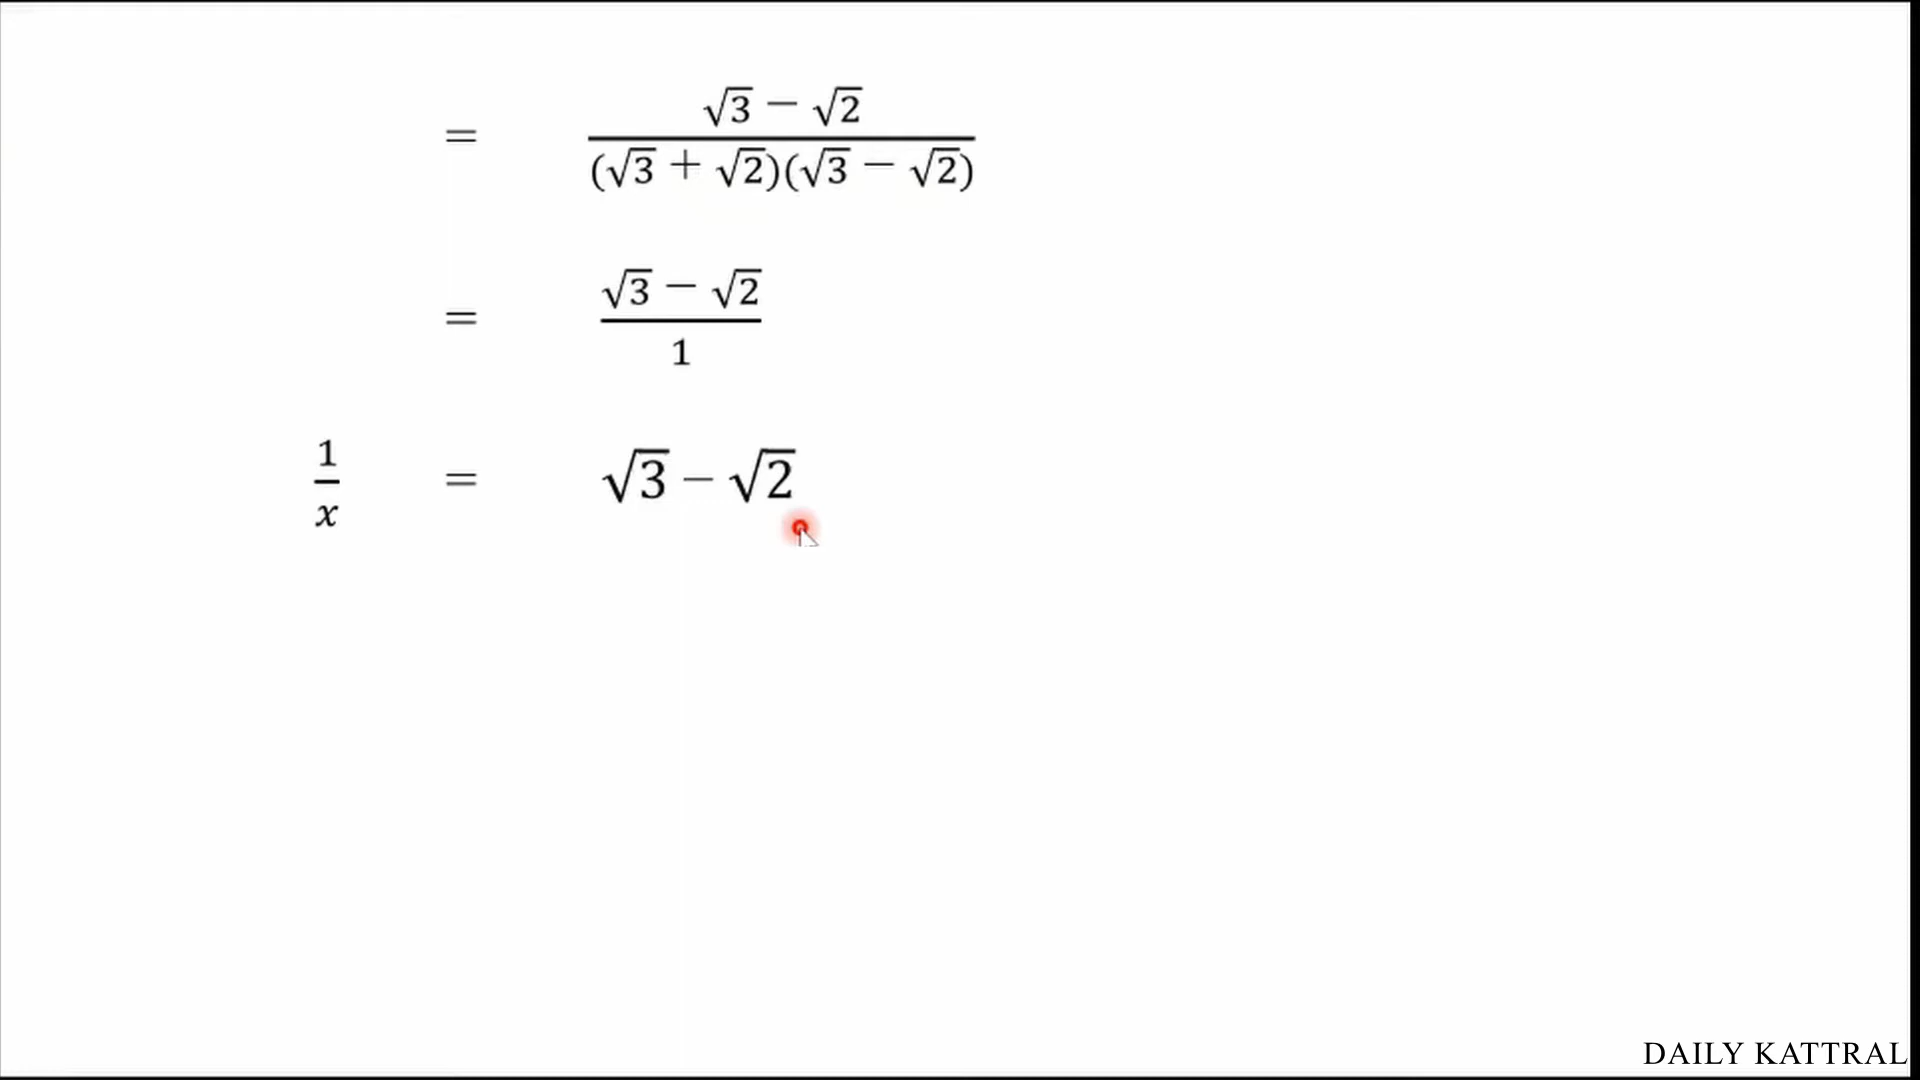 = (√3 − √2) / ((√3 + √2)(√3 − √2))
= (√3 − √2) / 1
1/x = √3 − √2
DAILY KATTRAL